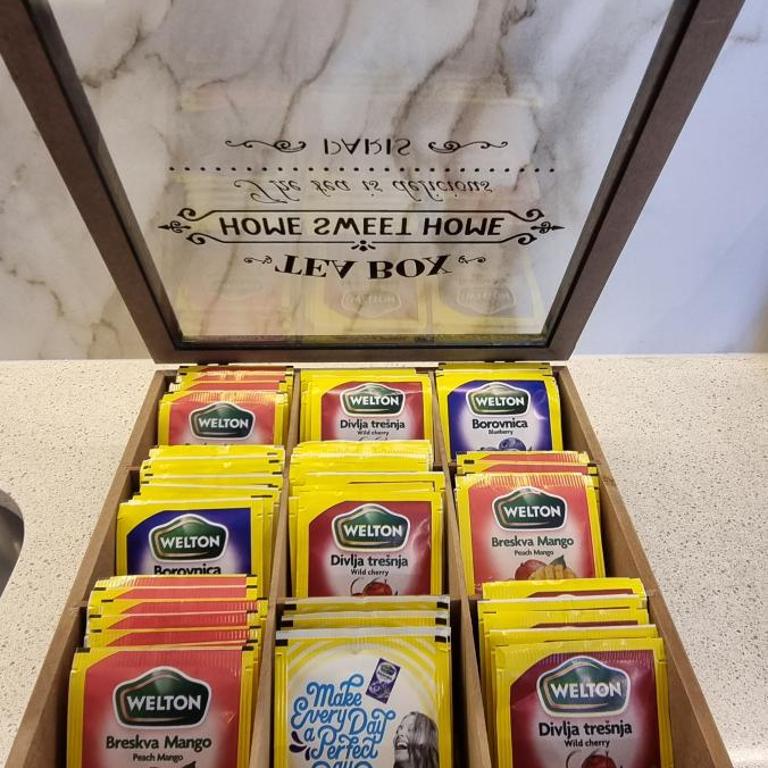 PARIS
The tea is delicious
HOME SWEET HOME
TEA BOX
WELTON
WELTON
Divlja trešnja
Wild cherry
WELTON
Borovnica
Blueberry
WELTON
Borovnica
WELTON
Divlja trešnja
Wild cherry
WELTON
Breskva Mango
Peach Mango
WELTON
Breskva Mango
Peach Mango
Make
Every Day
a Perfect
WELTON
Divlja trešnja
Wild cherry